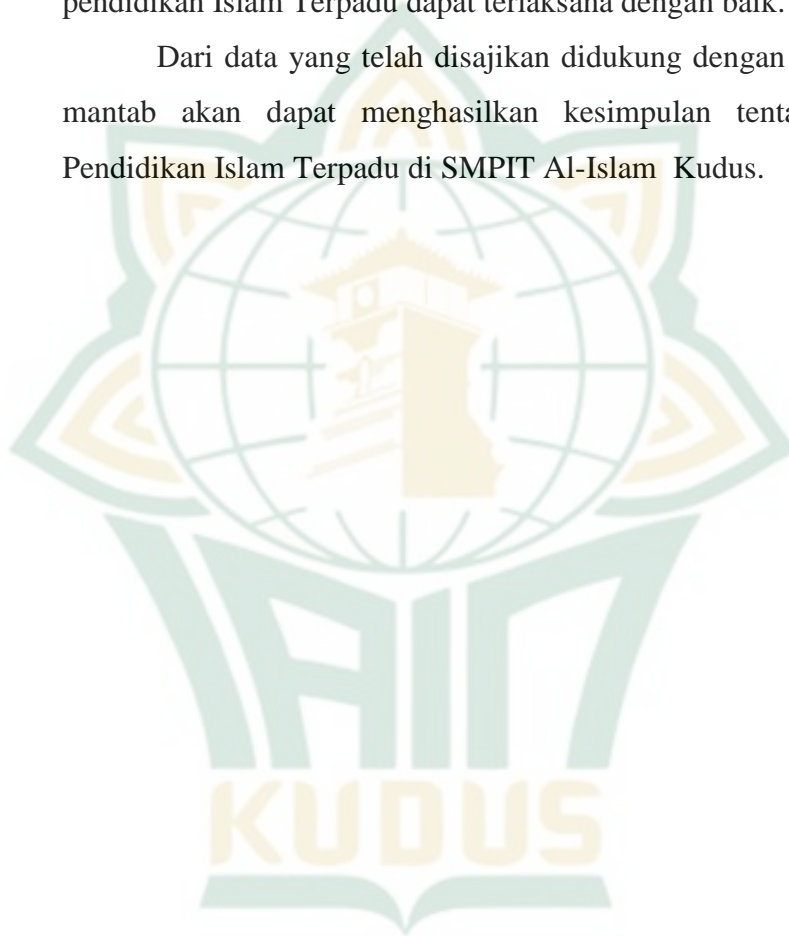 pendidikan Islam Terpadu dapat terlaksana dengan baik.
Dari data yang telah disajikan didukung dengan
mantab akan dapat menghasilkan kesimpulan
Pendidikan Islam Terpadu di SMPIT Al-Islam Kudus.
IAIN
KUDUS